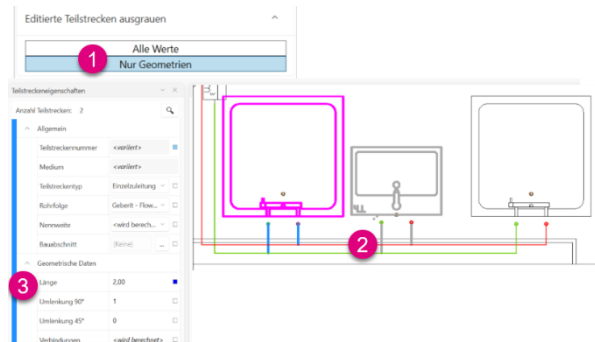 Editierte Teilstrecken ausgrauen
Alle Werte
1
Nur Geometrien
Teilstreckeneigenschaften
Anzahl Teilstrecken: 2
Allgemein
Teilstreckennummer <variiert>
Medium <variiert>
Teilstreckentyp Einzelzuleitung
Rohrfolge Geberit - Flow...
Nennweite <wird berech...
Bauabschnitt (Keine) ...
Geometrische Daten
3
Länge 2,00
Umlenkung 90° 1
Umlenkung 45° 0
Verbindungen <wird berechnet>
2